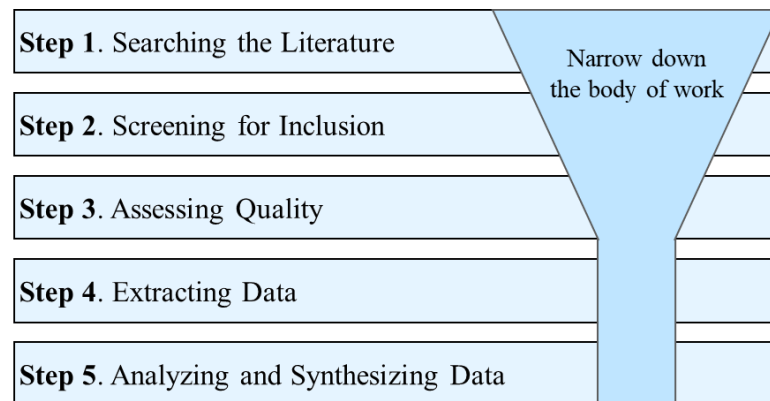 Step 1. Searching the Literature
Narrow down
the body of work
Step 2. Screening for Inclusion
Step 3. Assessing Quality
Step 4. Extracting Data
Step 5. Analyzing and Synthesizing Data